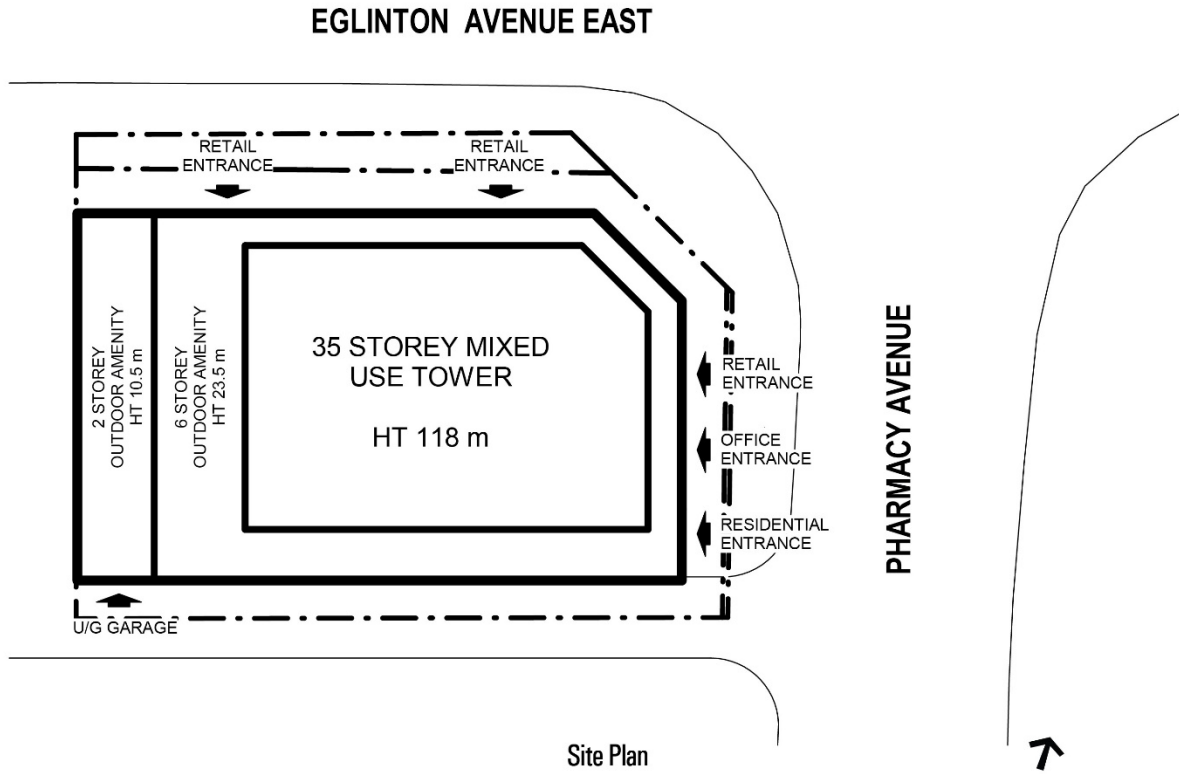 EGLINTON AVENUE EAST
RETAIL
ENTRANCE
RETAIL
ENTRANCE
2 STOREY
OUTDOOR AMENITY
HT 10.5 m
6 STOREY
OUTDOOR AMENITY
HT 23.5 m
35 STOREY MIXED
USE TOWER
HT 118 m
RETAIL
ENTRANCE
OFFICE
ENTRANCE
RESIDENTIAL
ENTRANCE
PHARMACY AVENUE
U/G GARAGE
Site Plan